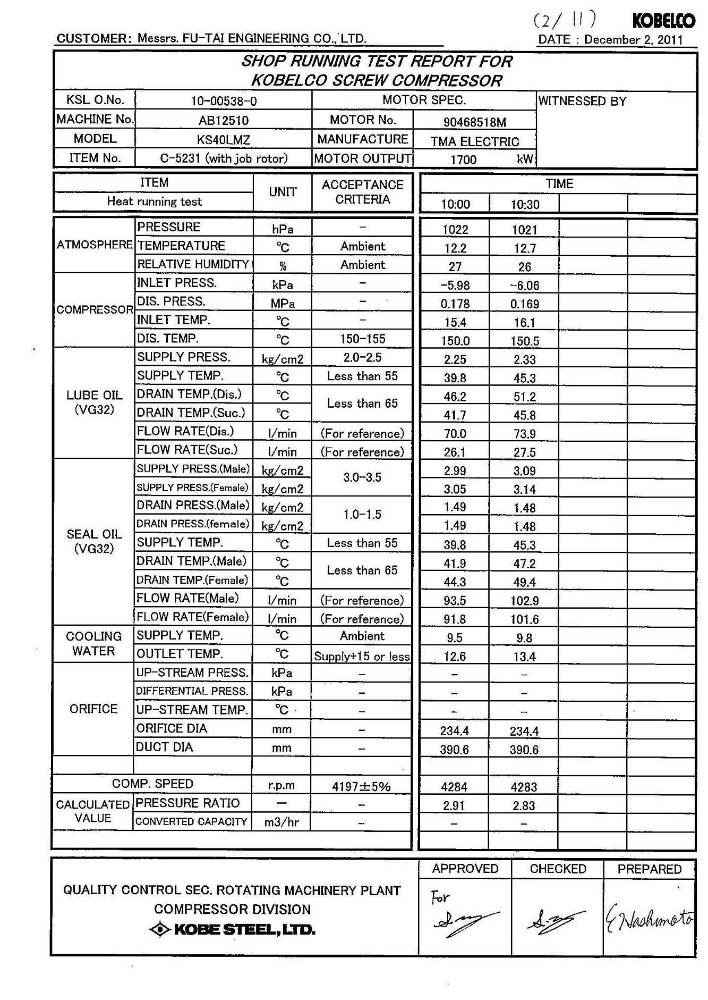 (2/11) KOBELCO
CUSTOMER: Messrs. FU-TAI ENGINEERING CO., LTD. DATE : December 2, 2011
SHOP RUNNING TEST REPORT FOR
KOBELCO SCREW COMPRESSOR
KSL O.No. 10-00538-0 MOTOR SPEC. WITNESSED BY
MACHINE No. AB12510 MOTOR No. 90468518M
MODEL KS40LMZ MANUFACTURE TMA ELECTRIC
ITEM No. C-5231 (with job rotor) MOTOR OUTPUT 1700 kW
ITEM UNIT ACCEPTANCE CRITERIA TIME
Heat running test 10:00 10:30
ATMOSPHERE PRESSURE hPa – 1022 1021
TEMPERATURE °C Ambient 12.2 12.7
RELATIVE HUMIDITY % Ambient 27 26
COMPRESSOR INLET PRESS. kPa – -5.98 -6.06
DIS. PRESS. MPa – 0.178 0.169
INLET TEMP. °C – 15.4 16.1
DIS. TEMP. °C 150-155 150.0 150.5
LUBE OIL (VG32) SUPPLY PRESS. kg/cm2 2.0-2.5 2.25 2.33
SUPPLY TEMP. °C Less than 55 39.8 45.3
DRAIN TEMP.(Dis.) °C Less than 65 46.2 51.2
DRAIN TEMP.(Suc.) °C 41.7 45.8
FLOW RATE(Dis.) l/min (For reference) 70.0 73.9
FLOW RATE(Suc.) l/min (For reference) 26.1 27.5
SEAL OIL (VG32) SUPPLY PRESS.(Male) kg/cm2 3.0-3.5 2.99 3.09
SUPPLY PRESS.(Female) kg/cm2 3.05 3.14
DRAIN PRESS.(Male) kg/cm2 1.0-1.5 1.49 1.48
DRAIN PRESS.(female) kg/cm2 1.49 1.48
SUPPLY TEMP. °C Less than 55 39.8 45.3
DRAIN TEMP.(Male) °C Less than 65 41.9 47.2
DRAIN TEMP.(Female) °C 44.3 49.4
FLOW RATE(Male) l/min (For reference) 93.5 102.9
FLOW RATE(Female) l/min (For reference) 91.8 101.6
COOLING WATER SUPPLY TEMP. °C Ambient 9.5 9.8
OUTLET TEMP. °C Supply+15 or less 12.6 13.4
ORIFICE UP-STREAM PRESS. kPa – – –
DIFFERENTIAL PRESS. kPa – – –
UP-STREAM TEMP. °C – – –
ORIFICE DIA mm – 234.4 234.4
DUCT DIA mm – 390.6 390.6
COMP. SPEED r.p.m 4197±5% 4284 4283
CALCULATED VALUE PRESSURE RATIO – – 2.91 2.83
CONVERTED CAPACITY m3/hr – – –
QUALITY CONTROL SEC. ROTATING MACHINERY PLANT
COMPRESSOR DIVISION
KOBE STEEL, LTD.
APPROVED CHECKED PREPARED
For
E Hashimoto